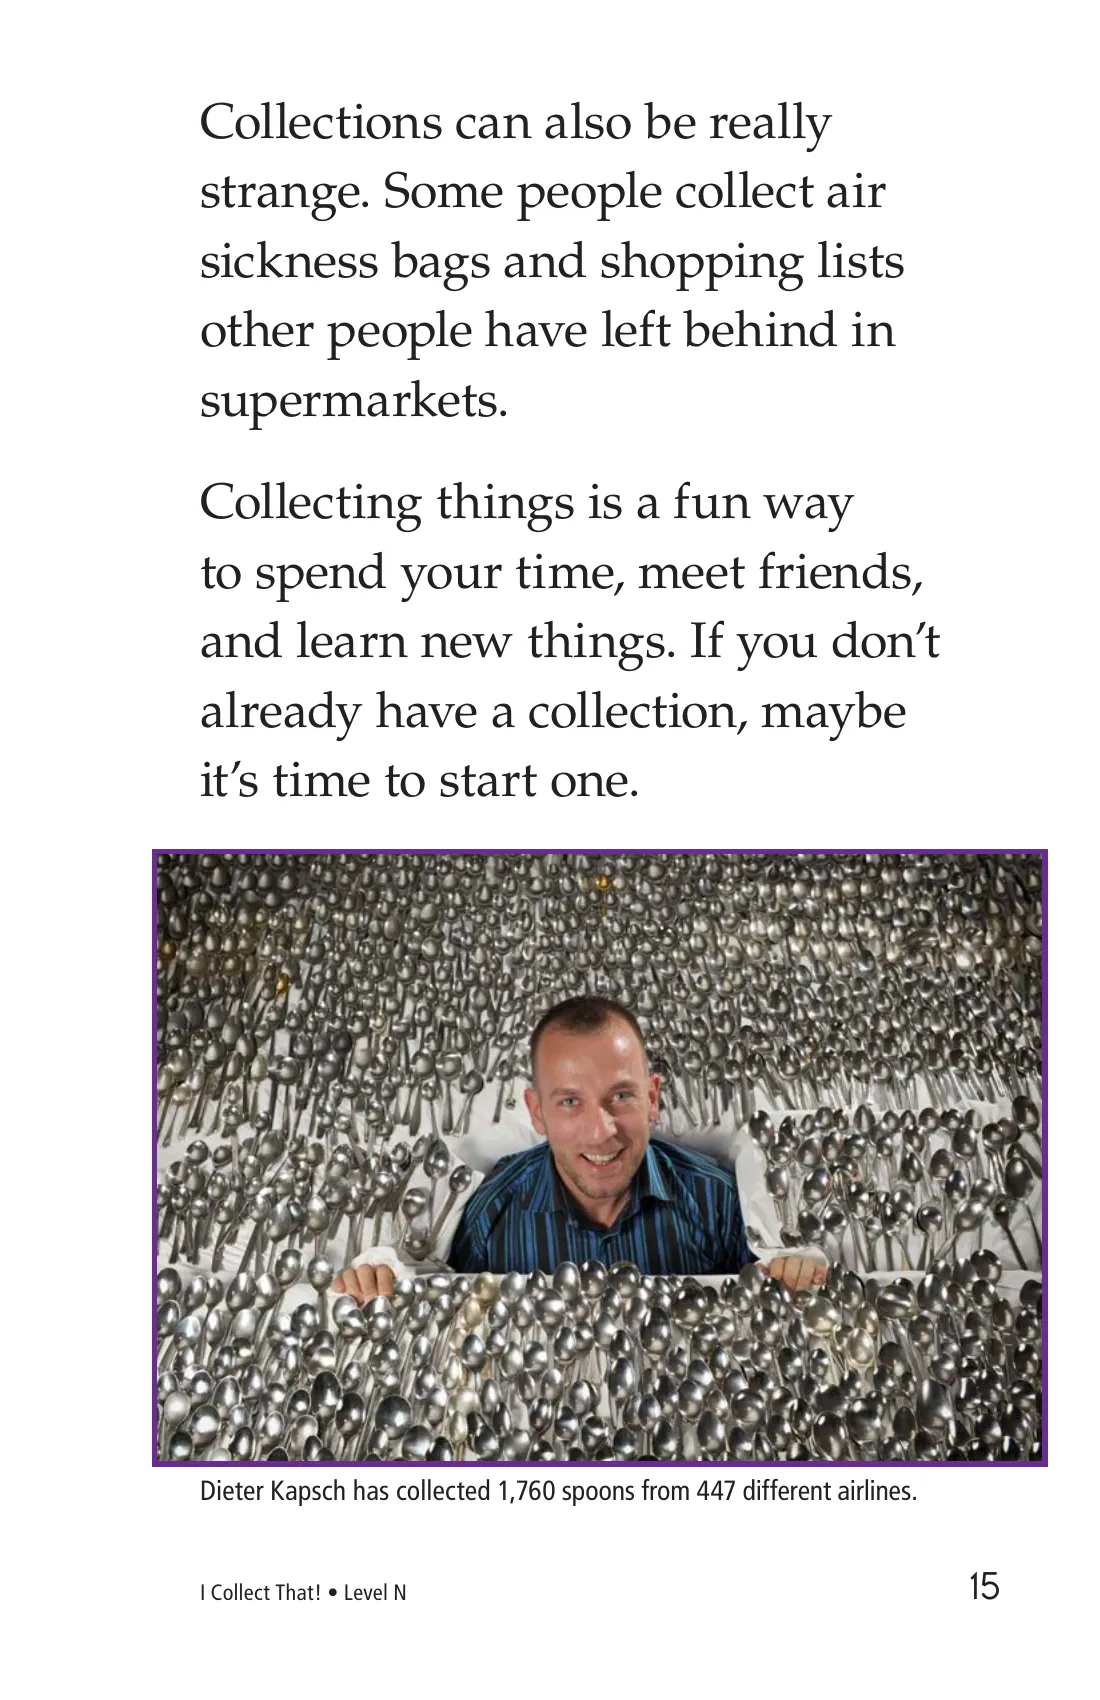 Collections can also be really
strange. Some people collect air
sickness bags and shopping lists
other people have left behind in
supermarkets.
Collecting things is a fun way
to spend your time, meet friends,
and learn new things. If you don’t
already have a collection, maybe
it’s time to start one.
Dieter Kapsch has collected 1,760 spoons from 447 different airlines.
I Collect That! • Level N
15